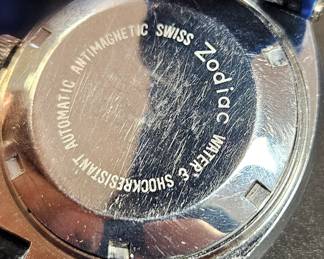 Zodiac
WATER & SHOCKRESISTANT AUTOMATIC ANTIMAGNETIC SWISS